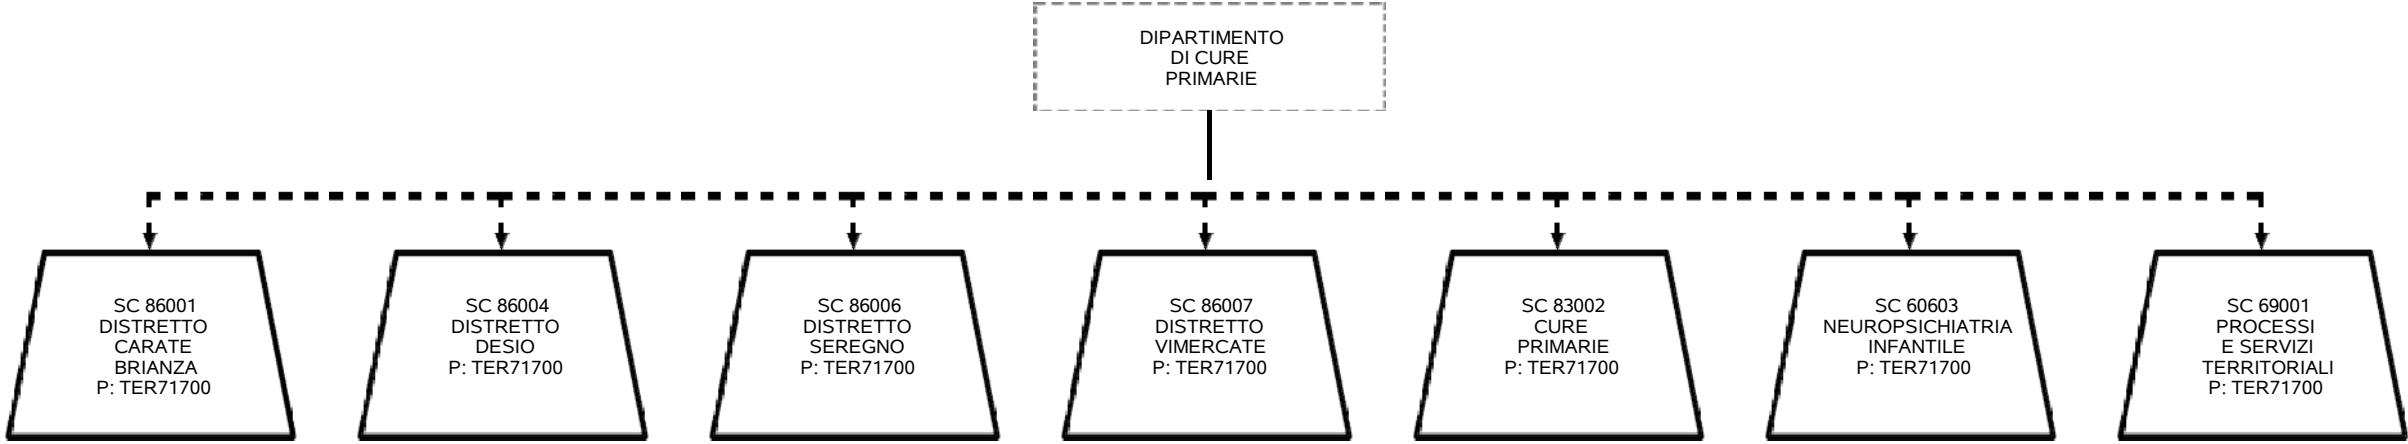 DIPARTIMENTO
DI CURE
PRIMARIE
SC 86001
DISTRETTO
CARATE
BRIANZA
P: TER71700
SC 86004
DISTRETTO
DESIO
P: TER71700
SC 86006
DISTRETTO
SEREGNO
P: TER71700
SC 86007
DISTRETTO
VIMERCATE
P: TER71700
SC 83002
CURE
PRIMARIE
P: TER71700
SC 60603
NEUROPSICHIATRIA
INFANTILE
P: TER71700
SC 69001
PROCESSI
E SERVIZI
TERRITORIALI
P: TER71700